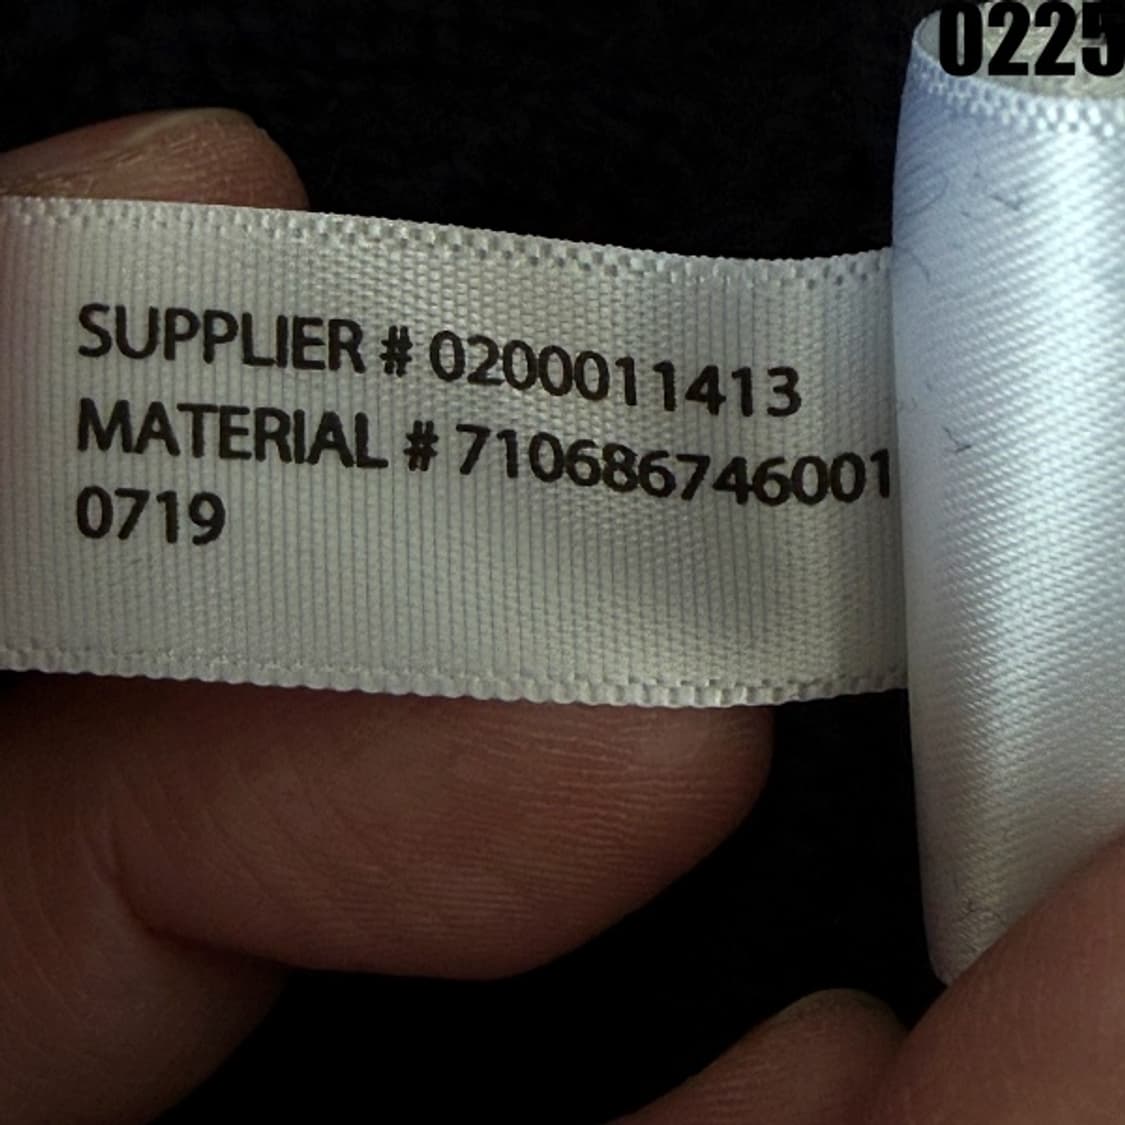 0225
SUPPLIER # 0200011413
MATERIAL # 710686746001
0719